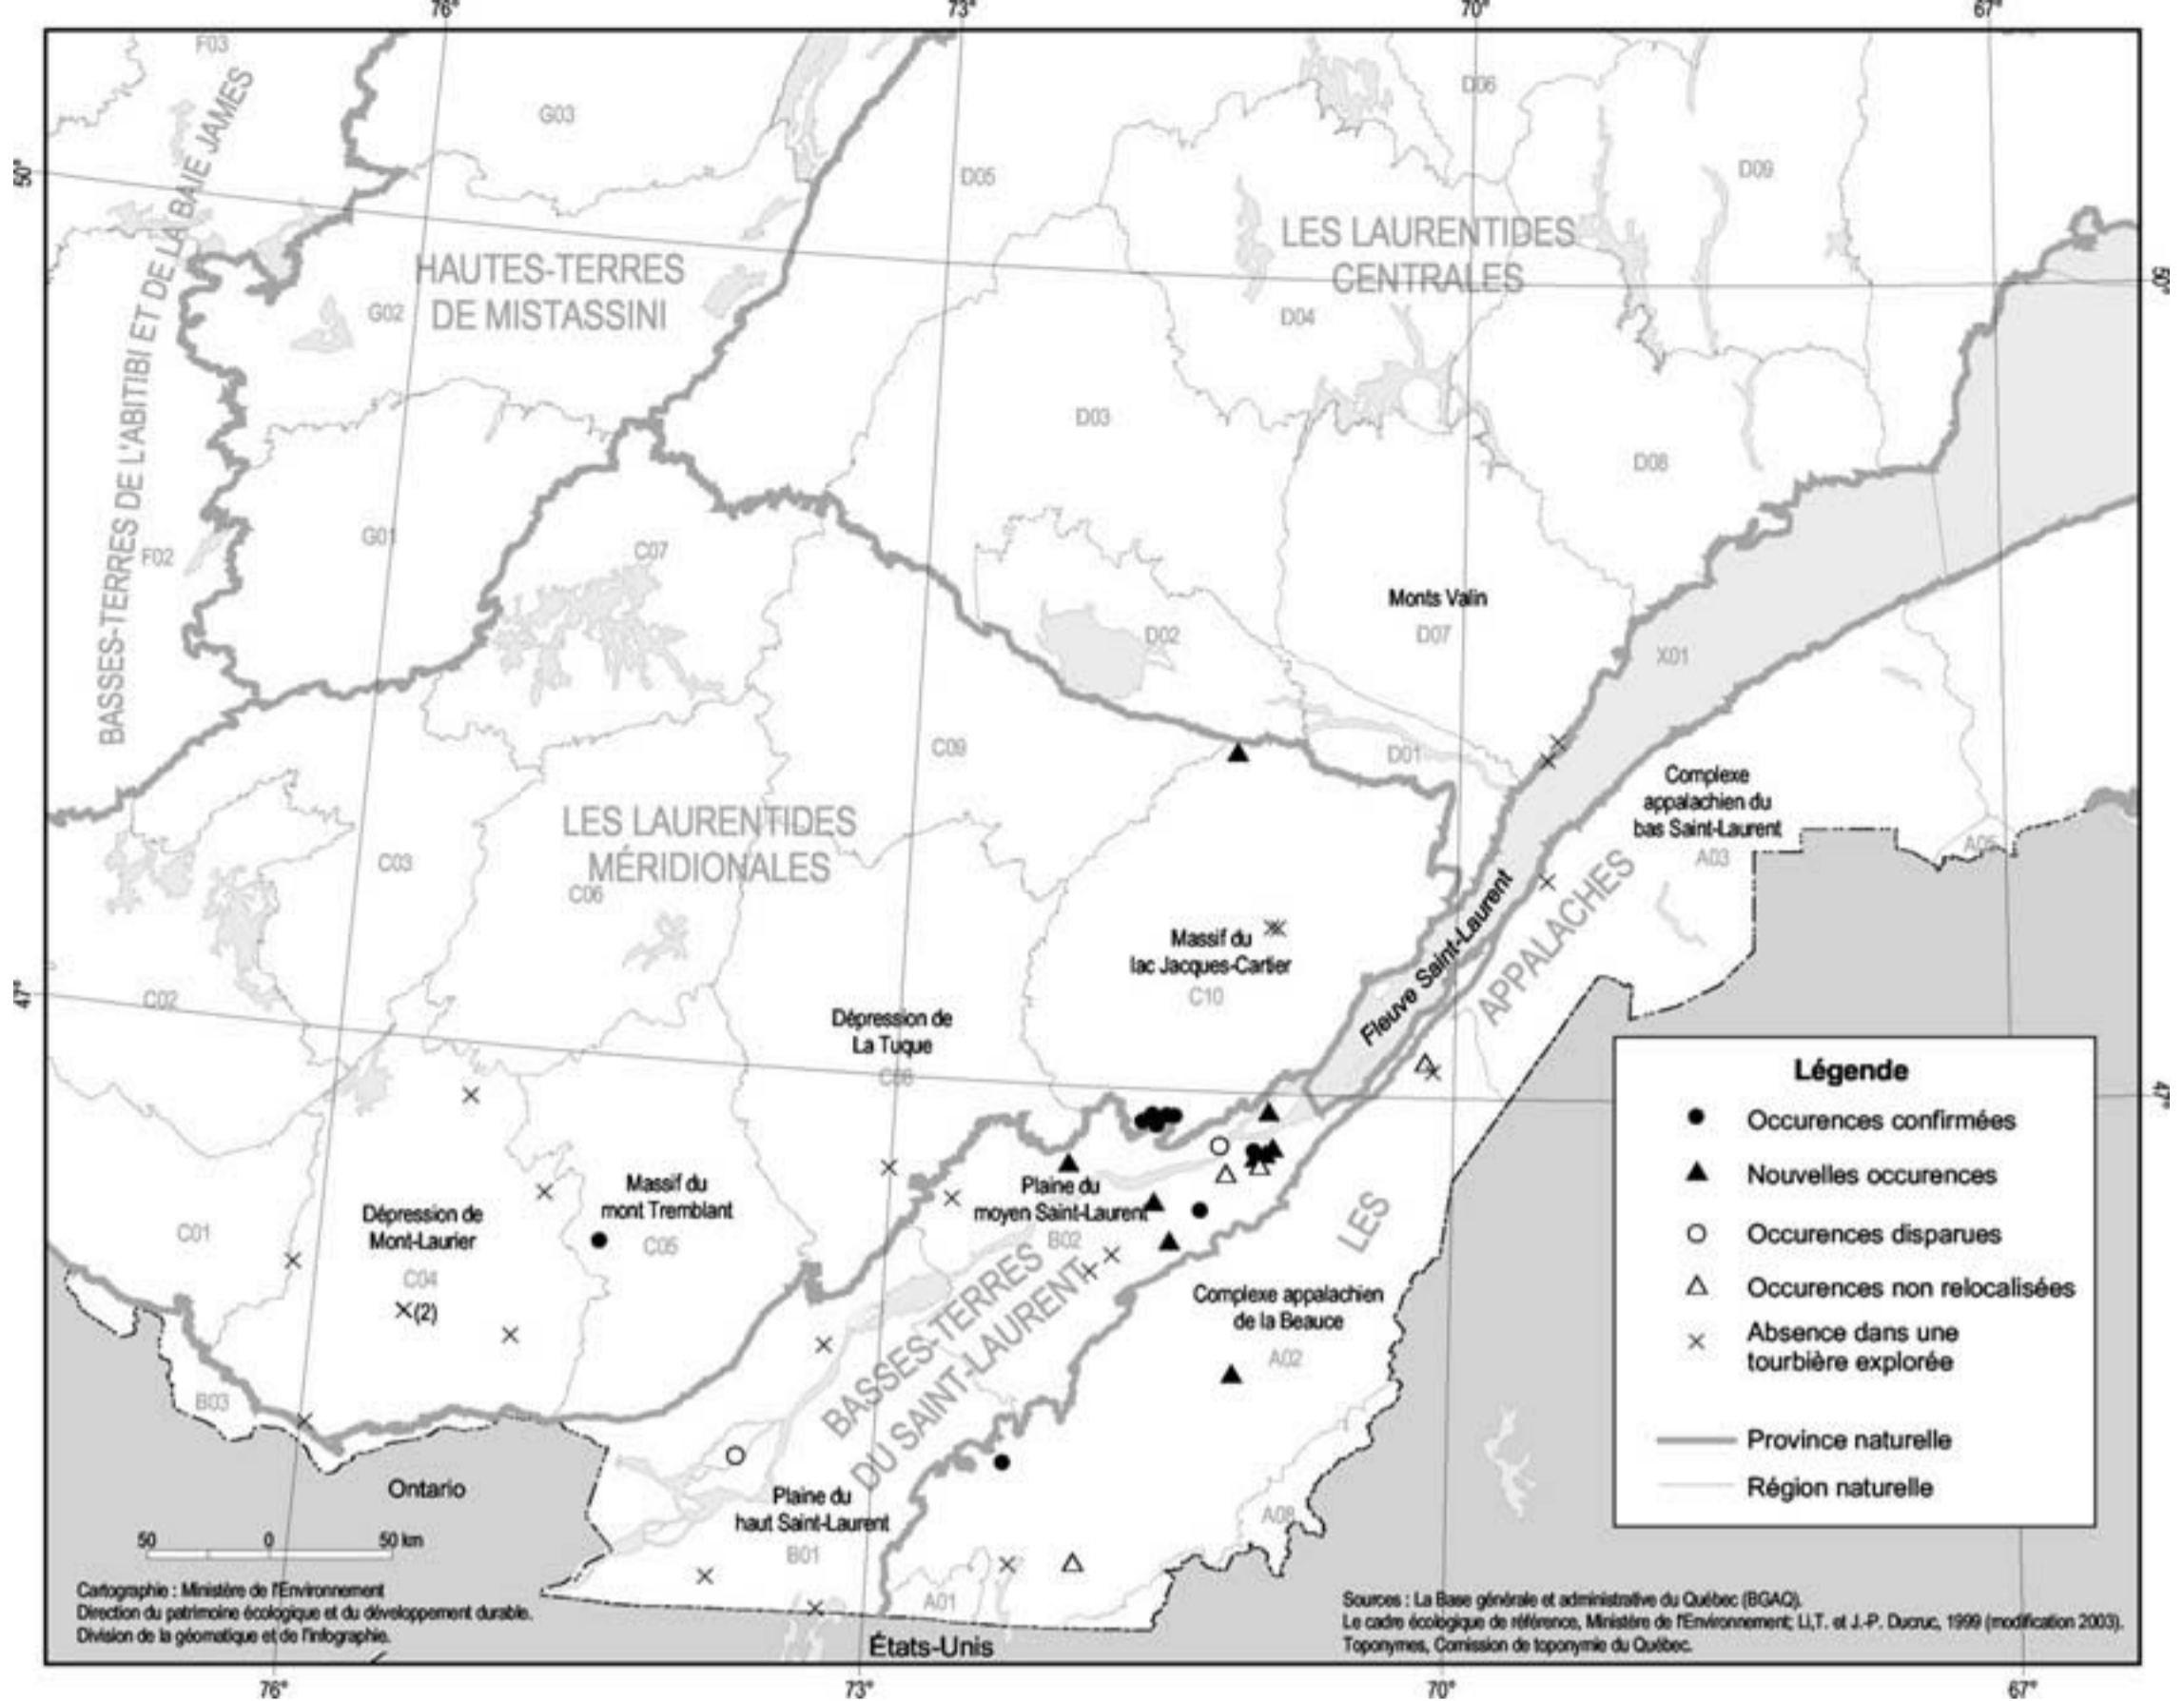 76°
73°
70°
67°
F03
G03
D06
D05
D09
50°
BASSES-TERRES DE L'ABITIBI ET DE LA BAIE JAMES
HAUTES-TERRES
DE MISTASSINI
G02
LES LAURENTIDES
CENTRALES
50°
D04
D03
D08
G01
F02
C07
Monts Valin
D07
D02
X01
C09
D01
Complexe
appalachien du
bas Saint-Laurent
A03
A05
LES LAURENTIDES
MÉRIDIONALES
C03
C06
Massif du
lac Jacques-Cartier
C10
Fleuve Saint-Laurent
LES APPALACHES
47°
C02
Dépression de
La Tuque
C08
47°
C01
Dépression de
Mont-Laurier
C04
(2)
Massif du
mont Tremblant
C05
Plaine du
moyen Saint-Laurent
B02
BASSES-TERRES
DU SAINT-LAURENT
Complexe appalachien
de la Beauce
A02
B03
Ontario
Plaine du
haut Saint-Laurent
B01
A01
A08
États-Unis
Légende
Occurences confirmées
Nouvelles occurences
Occurences disparues
Occurences non relocalisées
Absence dans une
tourbière explorée
Province naturelle
Région naturelle
50 0 50 km
Cartographie : Ministère de l'Environnement
Direction du patrimoine écologique et du développement durable.
Division de la géomatique et de l'infographie.
Sources : La Base générale et administrative du Québec (BGAQ).
Le cadre écologique de référence, Ministère de l'Environnement; Li,T. et J.-P. Ducruc, 1999 (modification 2003).
Toponymes, Comission de toponymie du Québec.
76°
73°
70°
67°